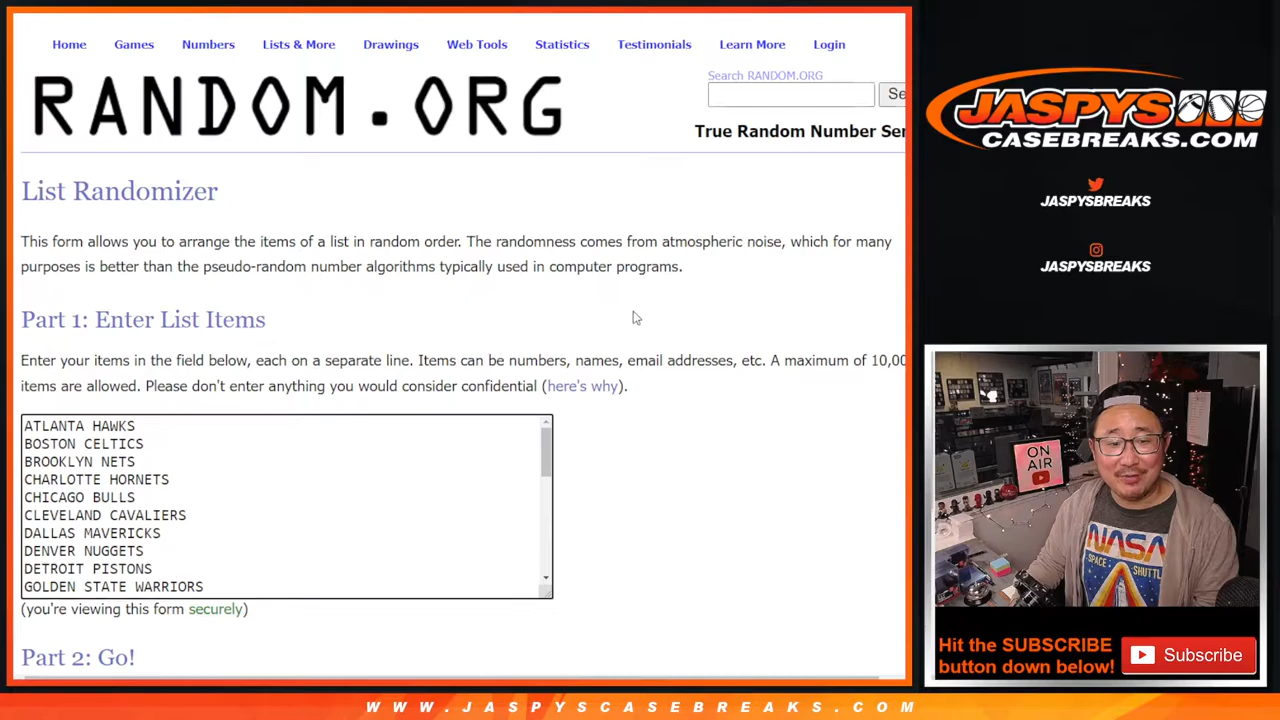 Home Games Numbers Lists & More Drawings Web Tools Statistics Testimonials Learn More Login
RANDOM.ORG
Search RANDOM.ORG
Se
True Random Number Ser
List Randomizer
This form allows you to arrange the items of a list in random order. The randomness comes from atmospheric noise, which for many
purposes is better than the pseudo-random number algorithms typically used in computer programs.
Part 1: Enter List Items
Enter your items in the field below, each on a separate line. Items can be numbers, names, email addresses, etc. A maximum of 10,00
items are allowed. Please don't enter anything you would consider confidential (here's why).
ATLANTA HAWKS
BOSTON CELTICS
BROOKLYN NETS
CHARLOTTE HORNETS
CHICAGO BULLS
CLEVELAND CAVALIERS
DALLAS MAVERICKS
DENVER NUGGETS
DETROIT PISTONS
GOLDEN STATE WARRIORS
(you're viewing this form securely)
Part 2: Go!
JASPYS
CASEBREAKS.COM
JASPYSBREAKS
JASPYSBREAKS
ON
AIR
NASA
SPACE SHUTTL
Hit the SUBSCRIBE
button down below!
Subscribe
WWW.JASPYSCASEBREAKS.COM